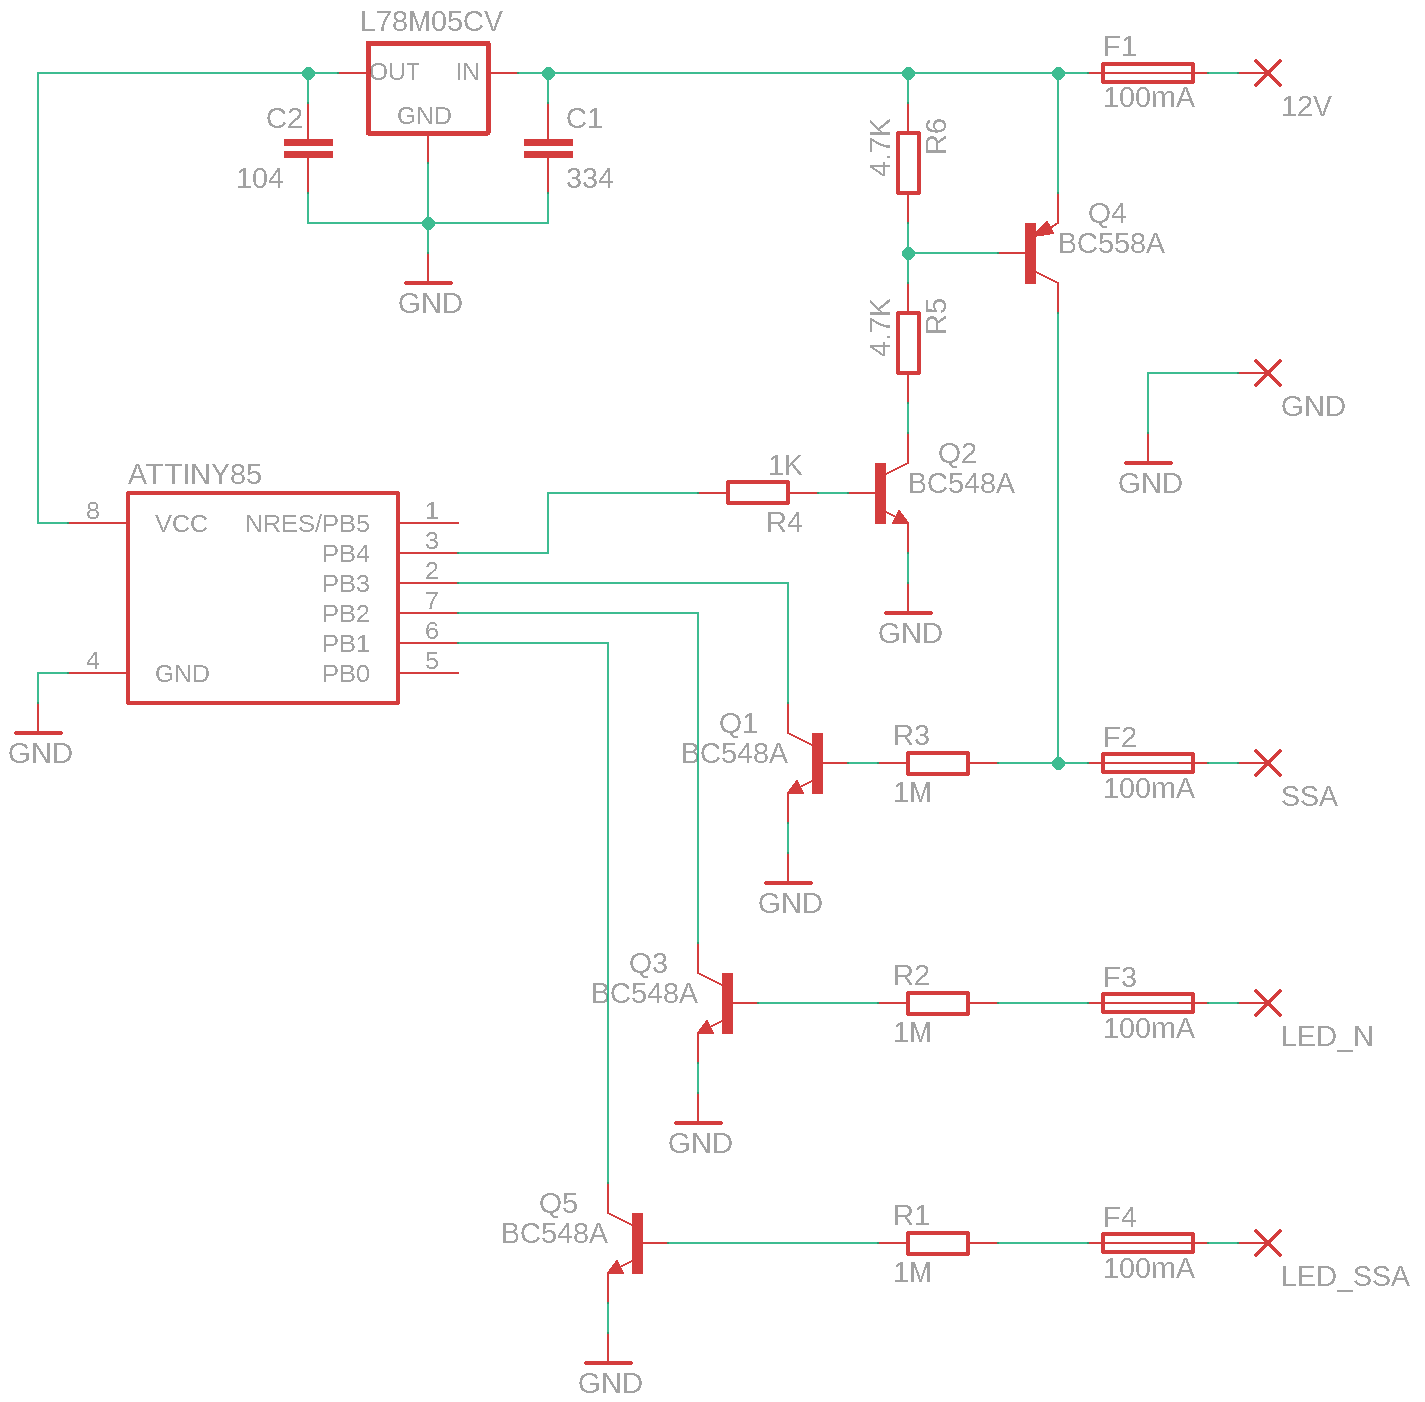 L78M05CV
OUT IN
GND
C2
104
C1
334
GND
F1
100mA
12V
4.7K R6
Q4
BC558A
4.7K R5
GND
GND
ATTINY85
8 VCC
NRES/PB5 1
PB4 3
PB3 2
PB2 7
PB1 6
4 GND
PB0 5
GND
1K
R4
Q2
BC548A
GND
Q1
BC548A
R3
1M
F2
100mA
SSA
GND
Q3
BC548A
R2
1M
F3
100mA
LED_N
GND
Q5
BC548A
R1
1M
F4
100mA
LED_SSA
GND